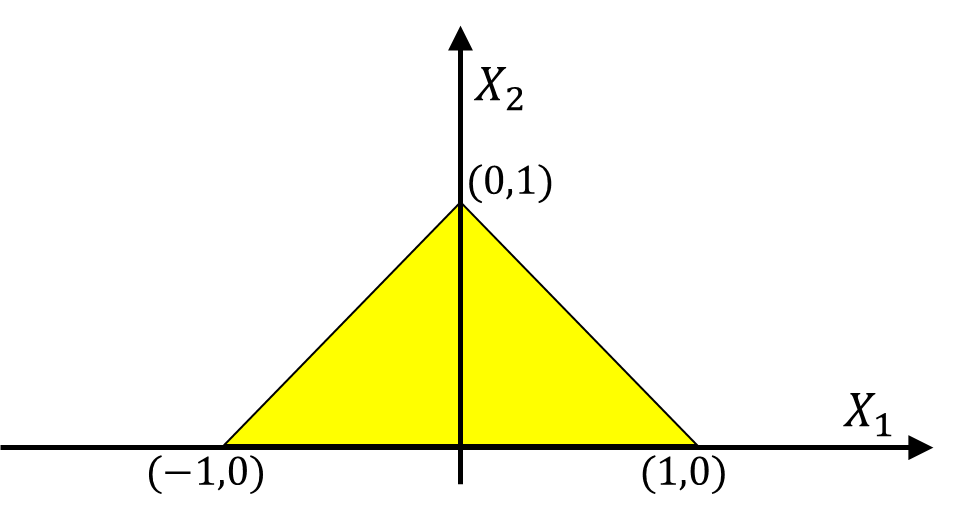 X₂
(0,1)
X₁
(−1,0)
(1,0)